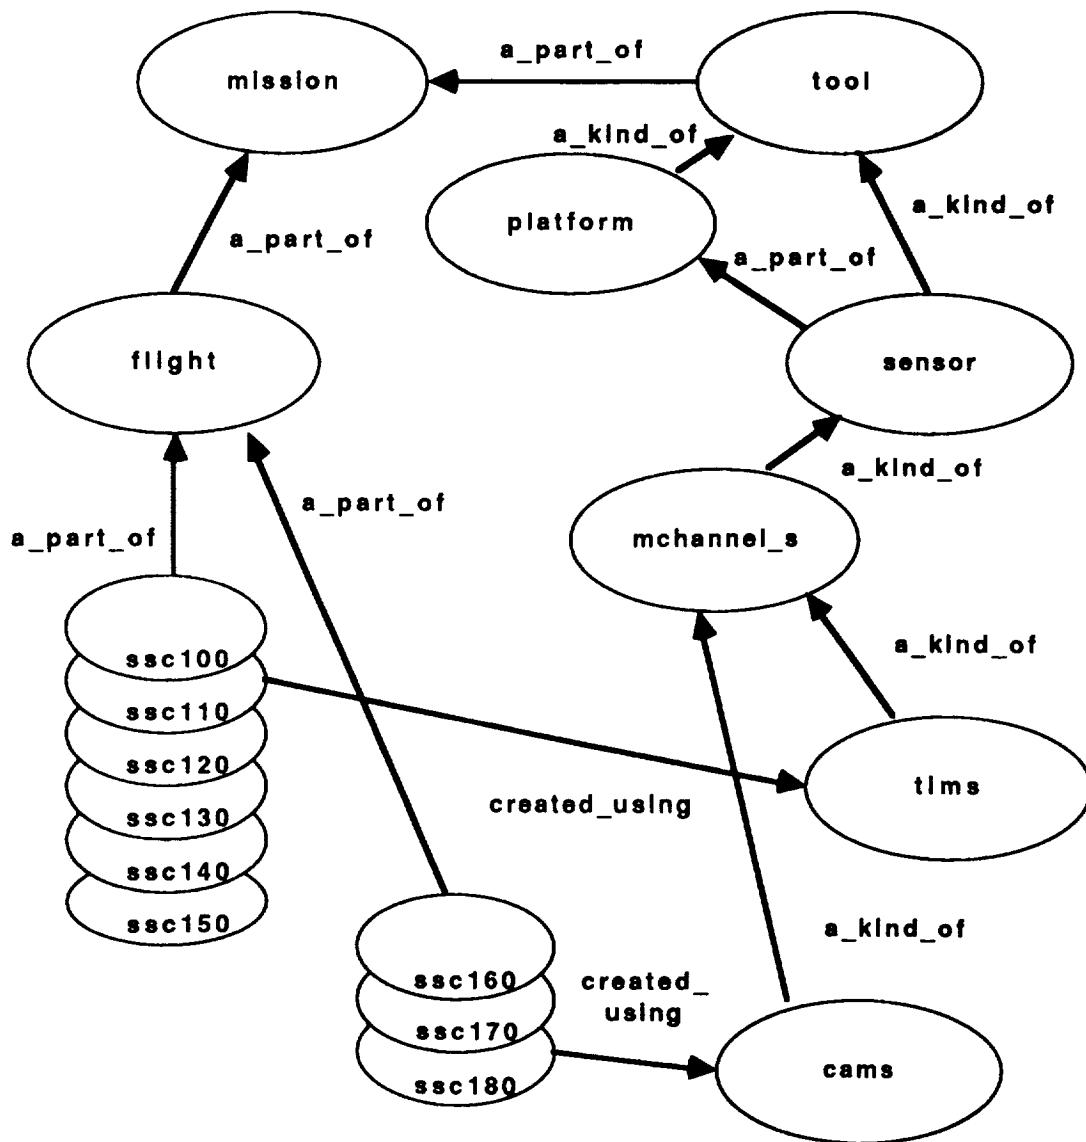 a_part_of
mission
tool
a_kind_of
platform
a_kind_of
a_part_of
a_part_of
flight
sensor
a_kind_of
a_part_of
a_part_of
mchannel_s
a_kind_of
ssc100
ssc110
ssc120
ssc130
ssc140
ssc150
tims
created_using
a_kind_of
ssc160
ssc170
ssc180
created_
using
cams